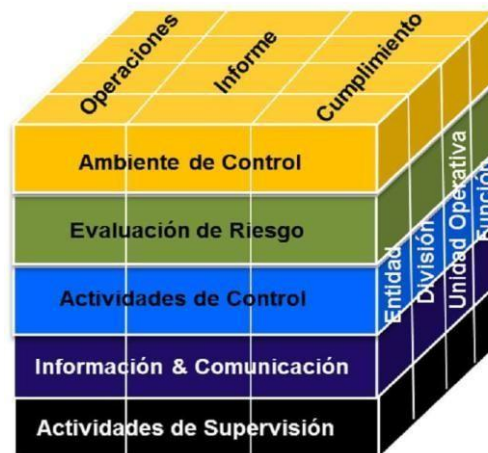 Operaciones
Informe
Cumplimiento
Ambiente de Control
Evaluación de Riesgo
Actividades de Control
Información & Comunicación
Actividades de Supervisión
Entidad
División
Unidad Operativa
Función